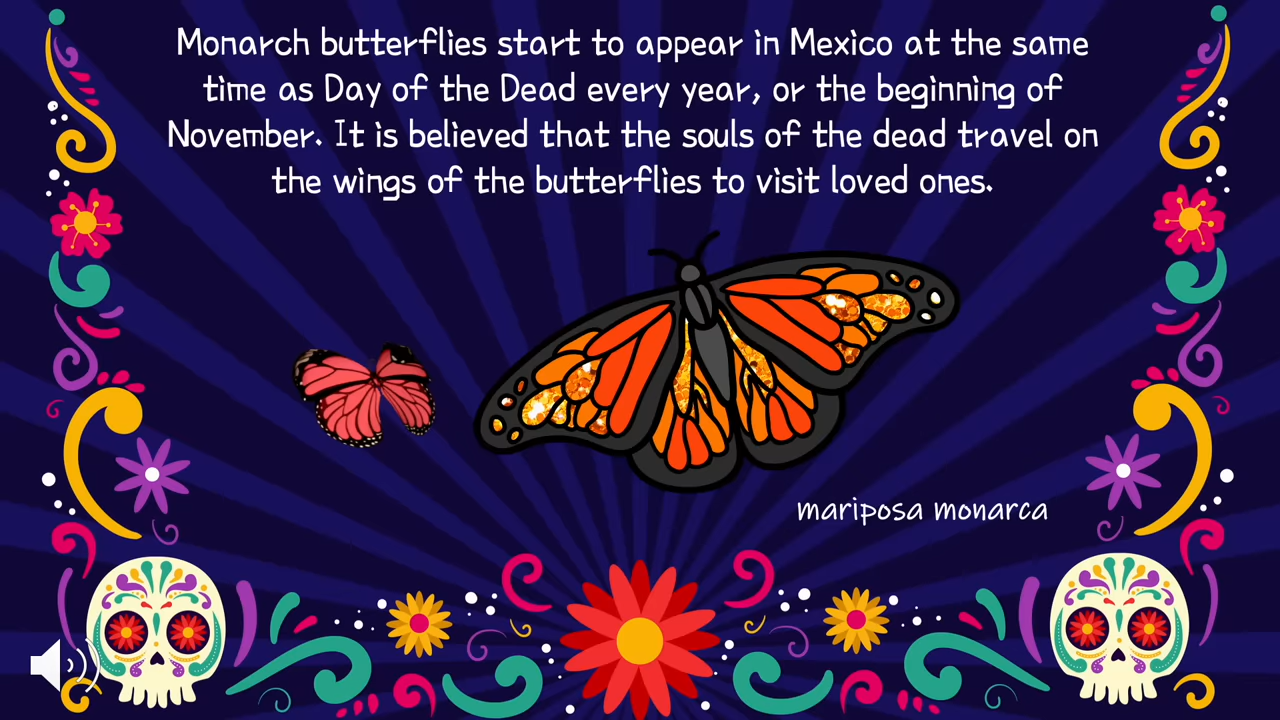 Monarch butterflies start to appear in Mexico at the same
time as Day of the Dead every year, or the beginning of
November. It is believed that the souls of the dead travel on
the wings of the butterflies to visit loved ones.
mariposa monarca